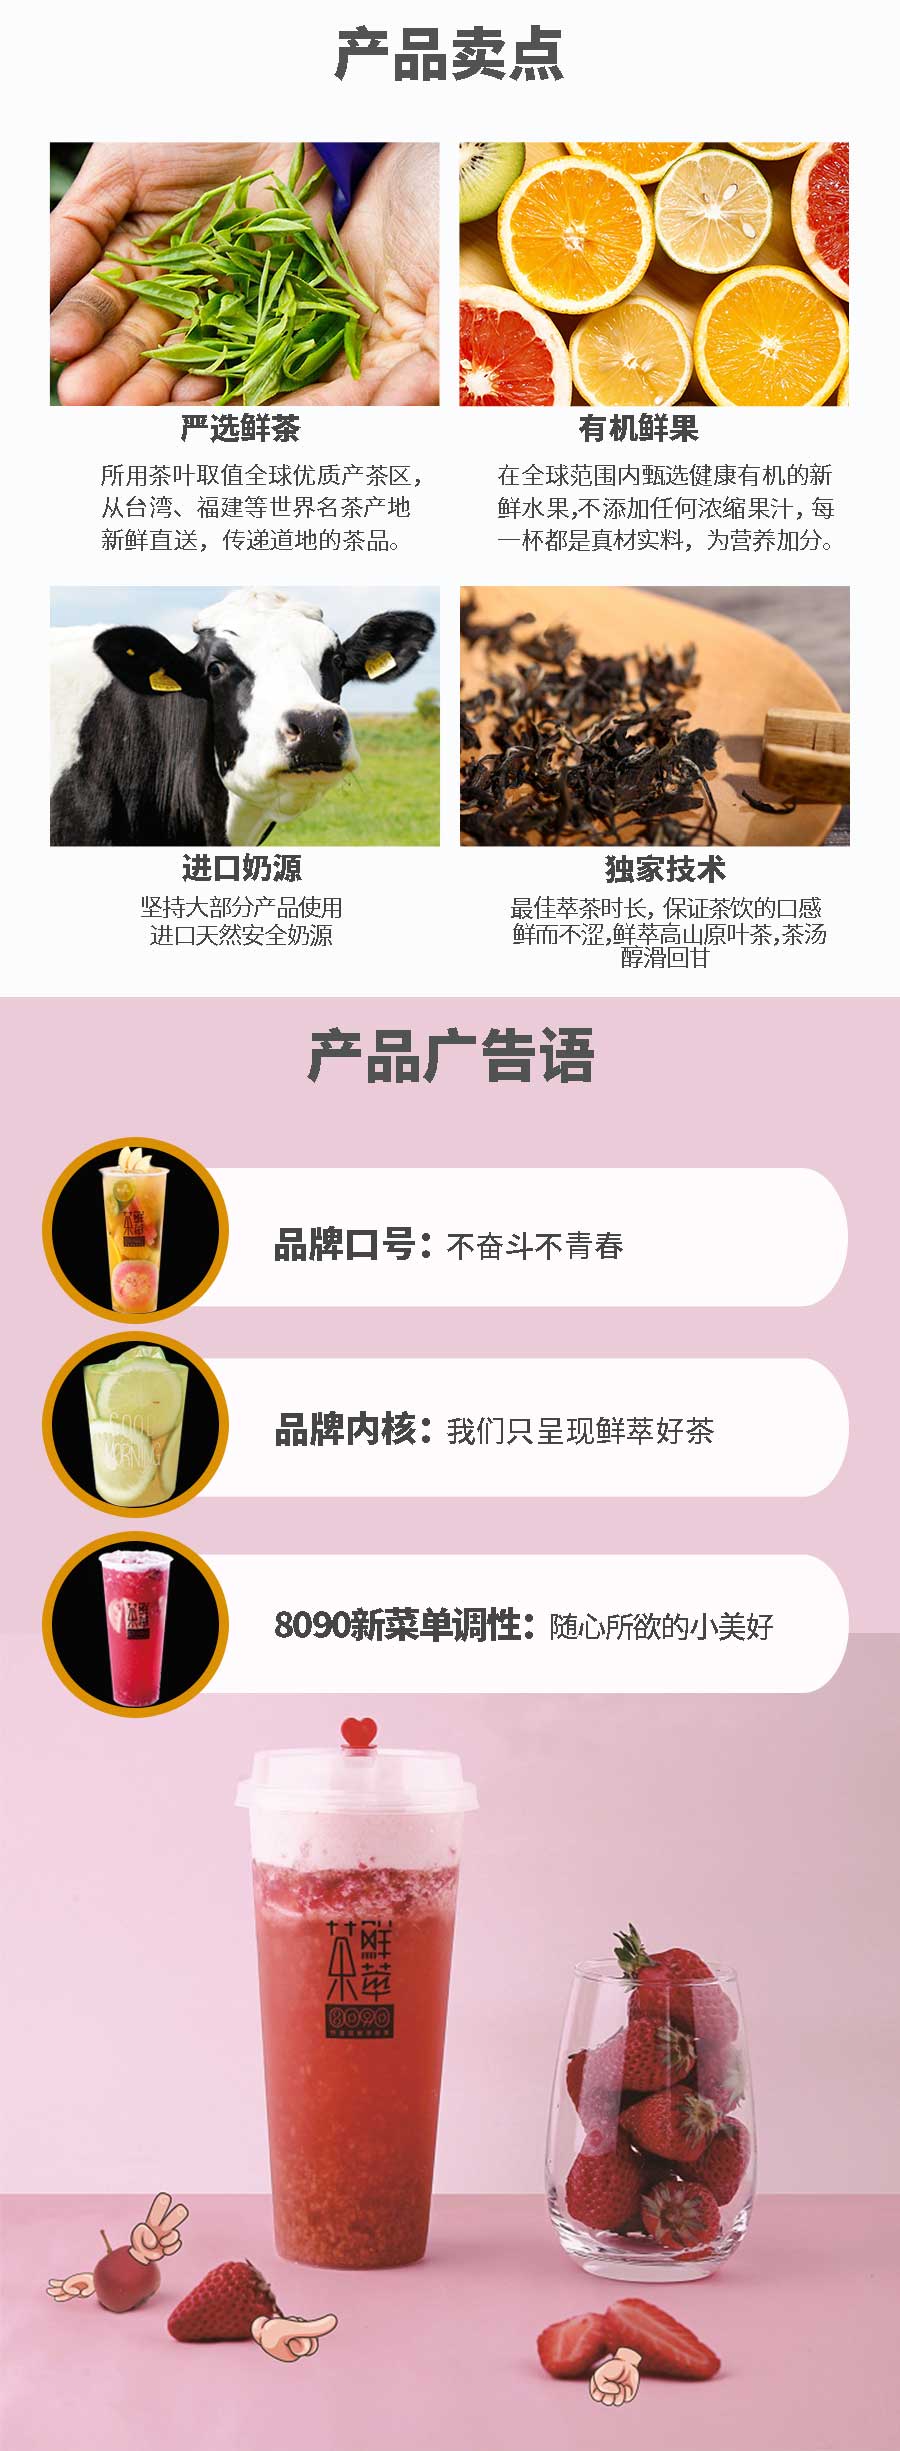 产品卖点
严选鲜茶
所用茶叶取值全球优质产茶区，
从台湾、福建等世界名茶产地
新鲜直送，传递道地的茶品。
有机鲜果
在全球范围内甄选健康有机的新
鲜水果,不添加任何浓缩果汁，每
一杯都是真材实料，为营养加分。
进口奶源
坚持大部分产品使用
进口天然安全奶源
独家技术
最佳萃茶时长，保证茶饮的口感
鲜而不涩,鲜萃高山原叶茶,茶汤
醇滑回甘
产品广告语
茶鮮萃
品牌口号：不奋斗不青春
GOOD
MORNING
品牌内核：我们只呈现鲜萃好茶
茶鮮萃
8090新菜单调性：随心所欲的小美好
茶鮮萃
8090